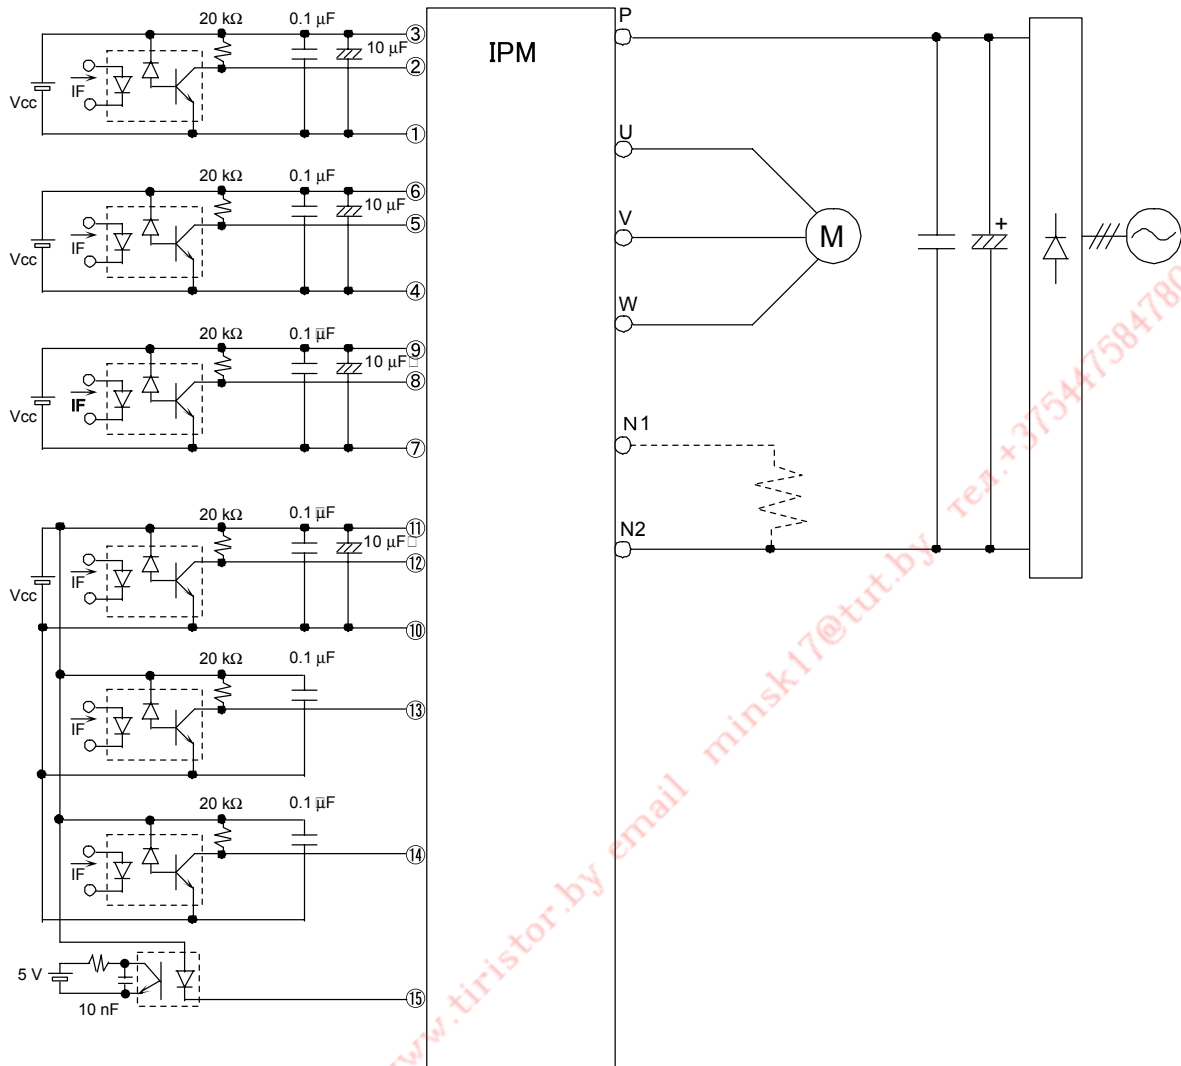 20 kΩ
0.1 μF
10 μF
③
②
①
IF
Vcc
20 kΩ
0.1 μF
10 μF
⑥
⑤
④
IF
Vcc
20 kΩ
0.1 μF
10 μF□
⑨
⑧
⑦
IF
Vcc
20 kΩ
0.1 μF
10 μF□
⑪
⑫
⑩
IF
Vcc
20 kΩ
0.1 μF
⑬
IF
20 kΩ
0.1 μF
⑭
IF
5 V
10 nF
⑮
IPM
P
U
V
W
M
N1
N2
+
www.tiristor.by email minsk17@tut.by тел.+375447584780